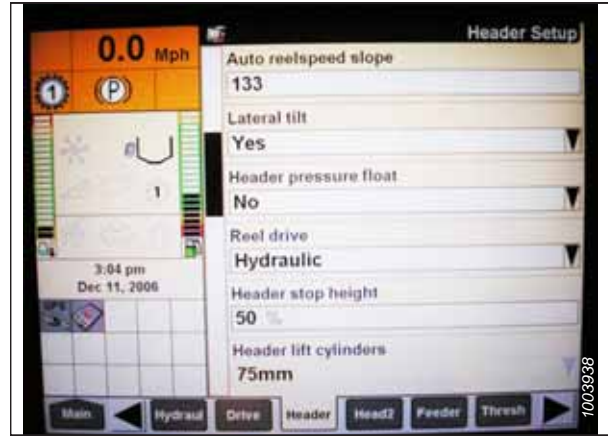 0.0 Mph
Header Setup
1
(P)
Auto reelspeed slope
133
Lateral tilt
Yes
Header pressure float
No
Reel drive
Hydraulic
Header stop height
50 %
Header lift cylinders
75mm
1
3:04 pm
Dec 11, 2006
Main
Hydraul
Drive
Header
Head2
Feeder
Thresh
1003938